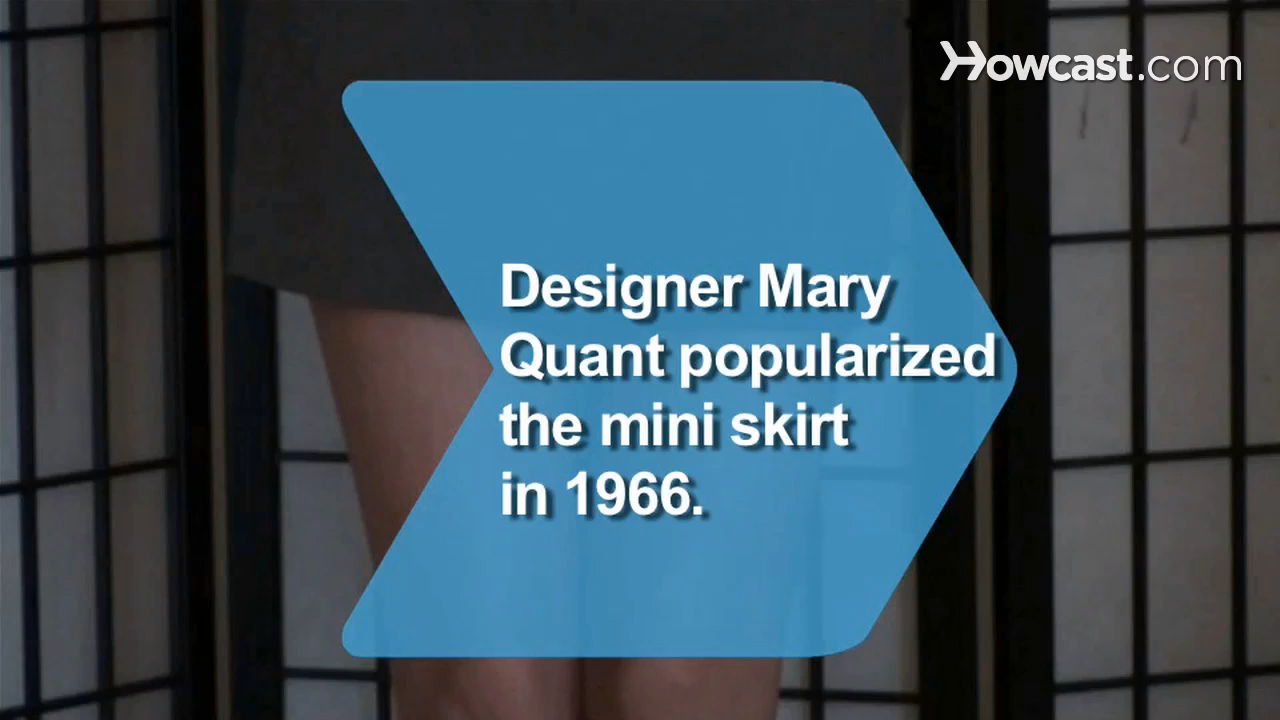 Howcast.com
Designer Mary
Quant popularized
the mini skirt
in 1966.